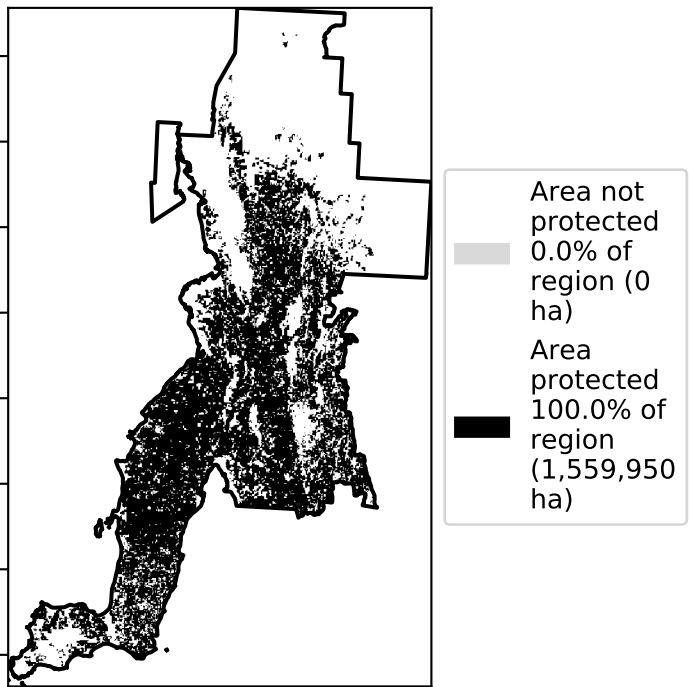 Area not
protected
0.0% of
region (0
ha)
Area
protected
100.0% of
region
(1,559,950
ha)